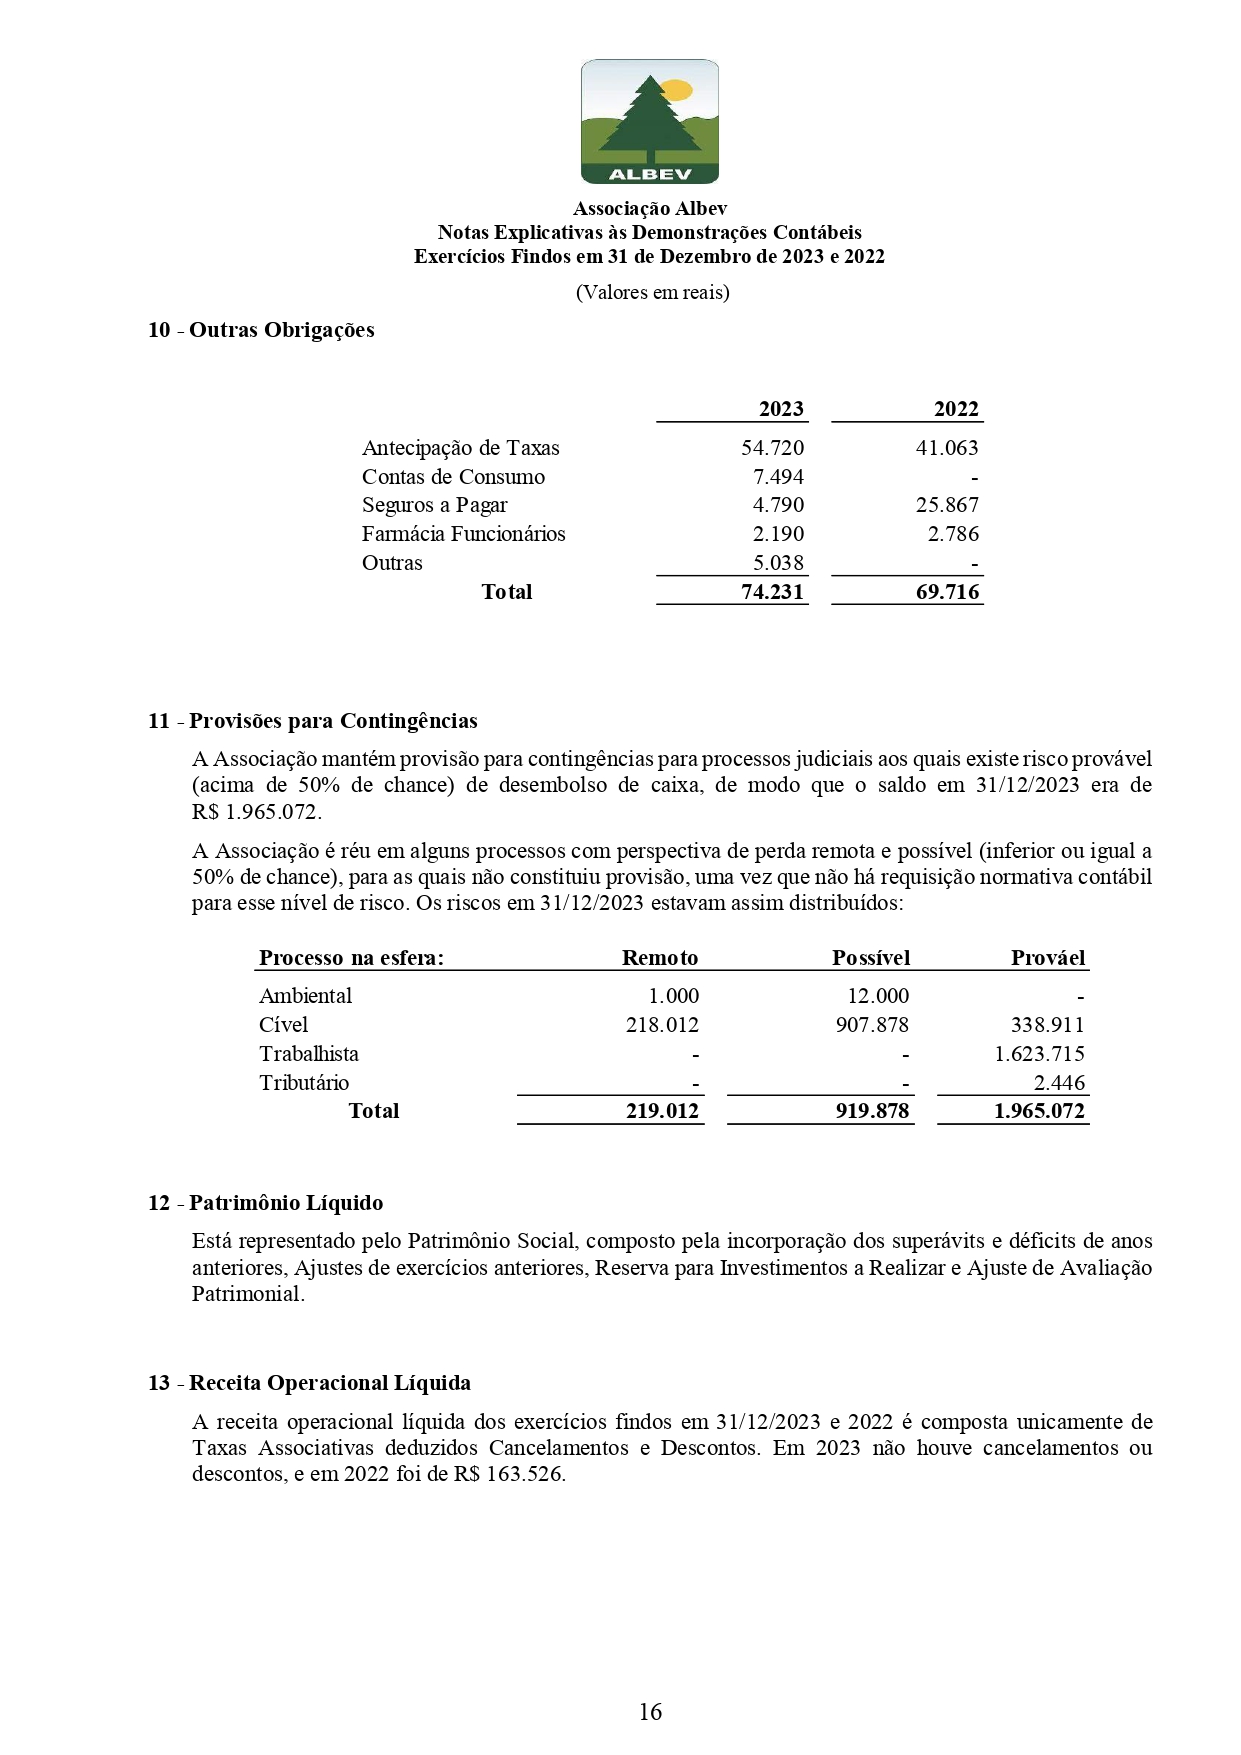 ALBEV
Associação Albev
Notas Explicativas às Demonstrações Contábeis
Exercícios Findos em 31 de Dezembro de 2023 e 2022
(Valores em reais)
10 - Outras Obrigações
2023 2022
Antecipação de Taxas 54.720 41.063
Contas de Consumo 7.494 -
Seguros a Pagar 4.790 25.867
Farmácia Funcionários 2.190 2.786
Outras 5.038 -
Total 74.231 69.716
11 - Provisões para Contingências
A Associação mantém provisão para contingências para processos judiciais aos quais existe risco provável
(acima de 50% de chance) de desembolso de caixa, de modo que o saldo em 31/12/2023 era de
R$ 1.965.072.
A Associação é réu em alguns processos com perspectiva de perda remota e possível (inferior ou igual a
50% de chance), para as quais não constituiu provisão, uma vez que não há requisição normativa contábil
para esse nível de risco. Os riscos em 31/12/2023 estavam assim distribuídos:
Processo na esfera: Remoto Possível Prováel
Ambiental 1.000 12.000 -
Cível 218.012 907.878 338.911
Trabalhista - - 1.623.715
Tributário - - 2.446
Total 219.012 919.878 1.965.072
12 - Patrimônio Líquido
Está representado pelo Patrimônio Social, composto pela incorporação dos superávits e déficits de anos
anteriores, Ajustes de exercícios anteriores, Reserva para Investimentos a Realizar e Ajuste de Avaliação
Patrimonial.
13 - Receita Operacional Líquida
A receita operacional líquida dos exercícios findos em 31/12/2023 e 2022 é composta unicamente de
Taxas Associativas deduzidos Cancelamentos e Descontos. Em 2023 não houve cancelamentos ou
descontos, e em 2022 foi de R$ 163.526.
16